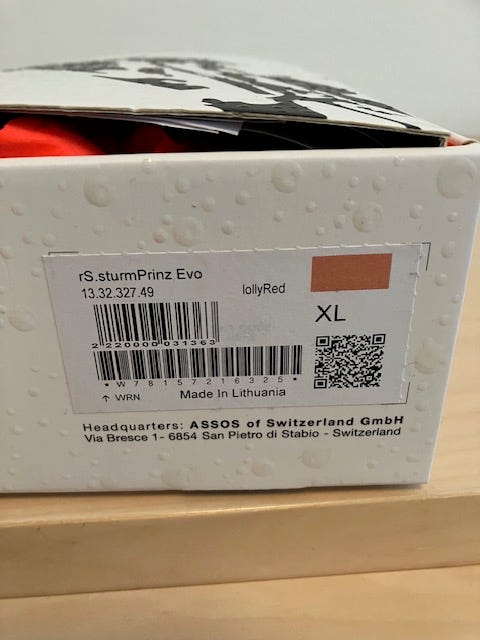 rS.sturmPrinz Evo
13.32.327.49
lollyRed
XL
2 220000 031363
*W78157216325*
↑ WRN
Made In Lithuania
Headquarters: ASSOS of Switzerland GmbH
Via Bresce 1- 6854 San Pietro di Stabio - Switzerland